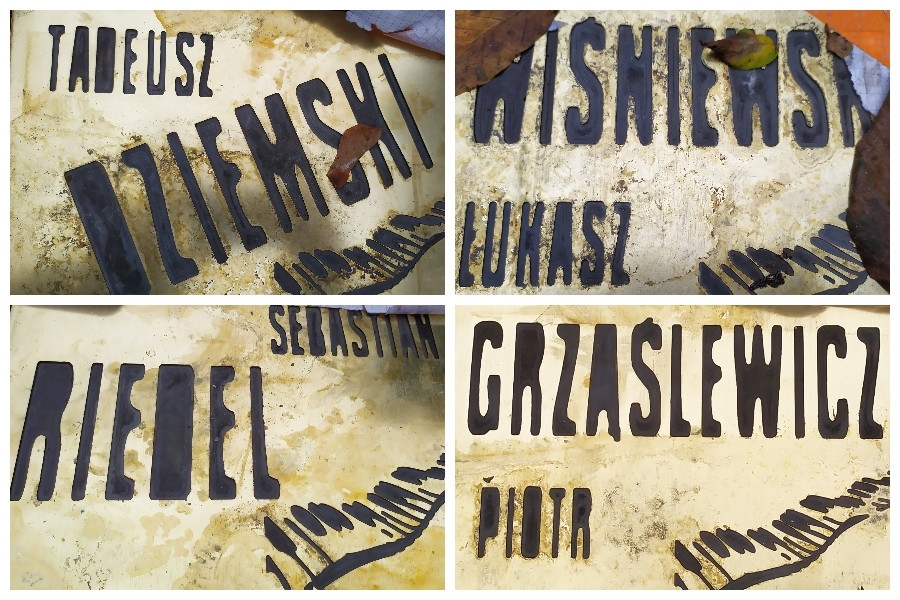 TADEUSZ
DZIEMSKI
WIŚNIEWSK
ŁUKASZ
SEBASTIAN
RIEDEL
GRZĄŚLEWICZ
PIOTR